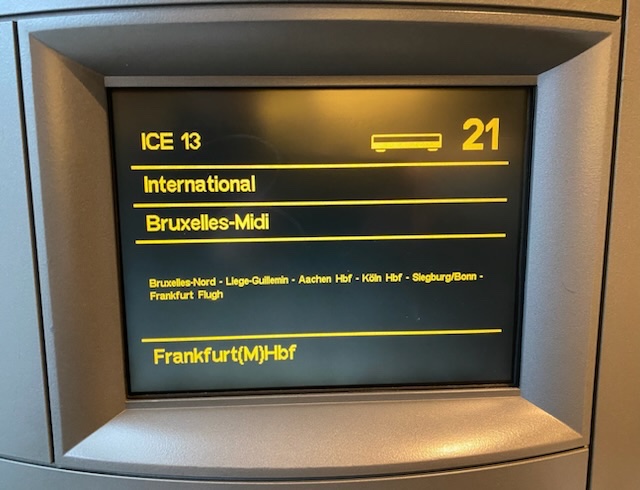 ICE 13 21
International
Bruxelles-Midi
Bruxelles-Nord - Liege-Guillemin - Aachen Hbf - Köln Hbf - Siegburg/Bonn -
Frankfurt Flugh
Frankfurt(M)Hbf